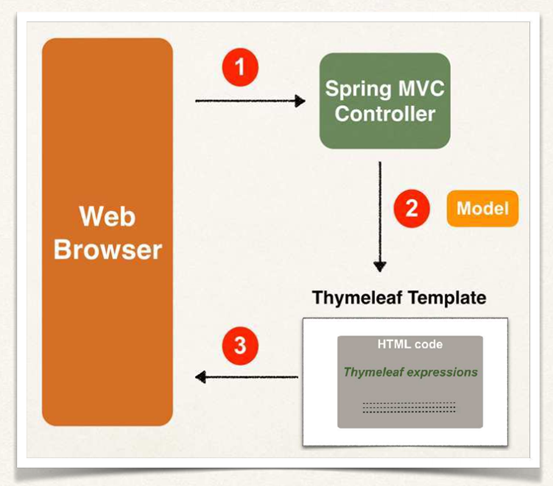 1
Spring MVC
Controller
Web
Browser
2
Model
Thymeleaf Template
3
HTML code
Thymeleaf expressions